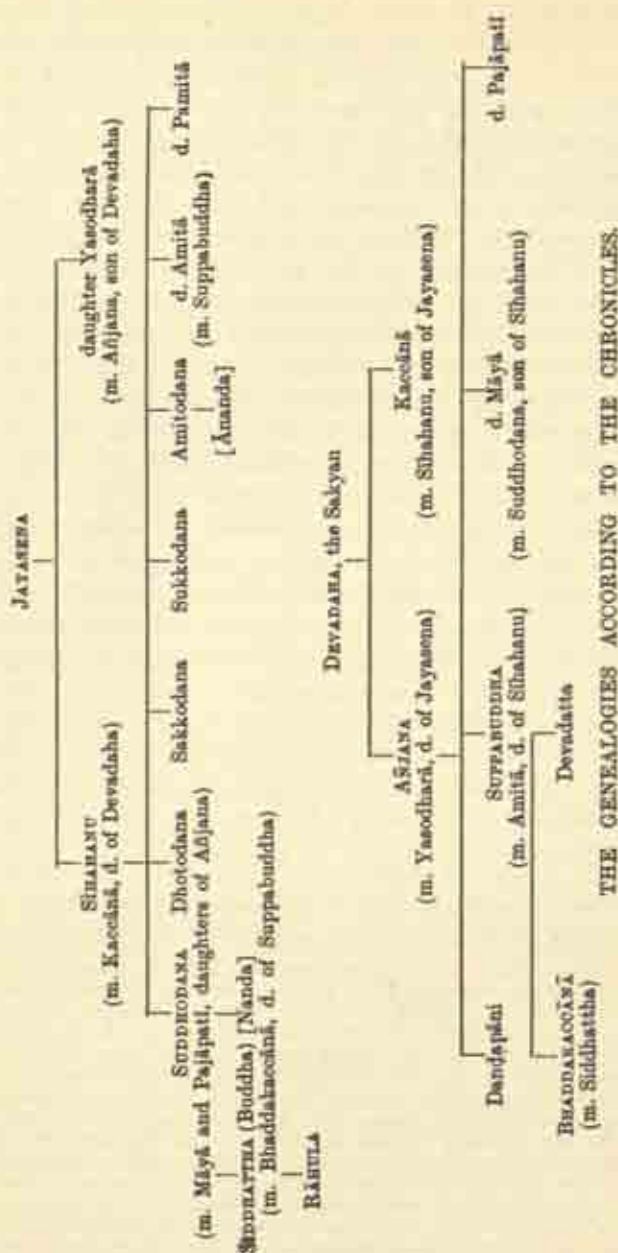 JAYASENA
SĪHAHANU daughter Yasodharā
(m. Kaccānā, d. of Devadaha) (m. Añjana, son of Devadaha)
SUDDHODANA Dhotodana Sakkodana Sukkodana Amitodana d. Amitā d. Pamitā
(m. Māyā and Pajāpatī, daughters of Añjana) [Ānanda] (m. Suppabuddha)
SIDDHATTHA (Buddha) [Nanda]
(m. Bhaddakaccānā, d. of Suppabuddha)
RĀHULA
DEVADAHA, the Sakyan
AÑJANA Kaccānā
(m. Yasodharā, d. of Jayasena) (m. Sīhahanu, son of Jayasena)
Daṇḍapāni SUPPABUDDHA d. Māyā d. Pajāpatī
(m. Amitā, d. of Sīhahanu) (m. Suddhodana, son of Sīhahanu)
BHADDAKACCĀNĀ Devadatta
(m. Siddhattha)
THE GENEALOGIES ACCORDING TO THE CHRONICLES.